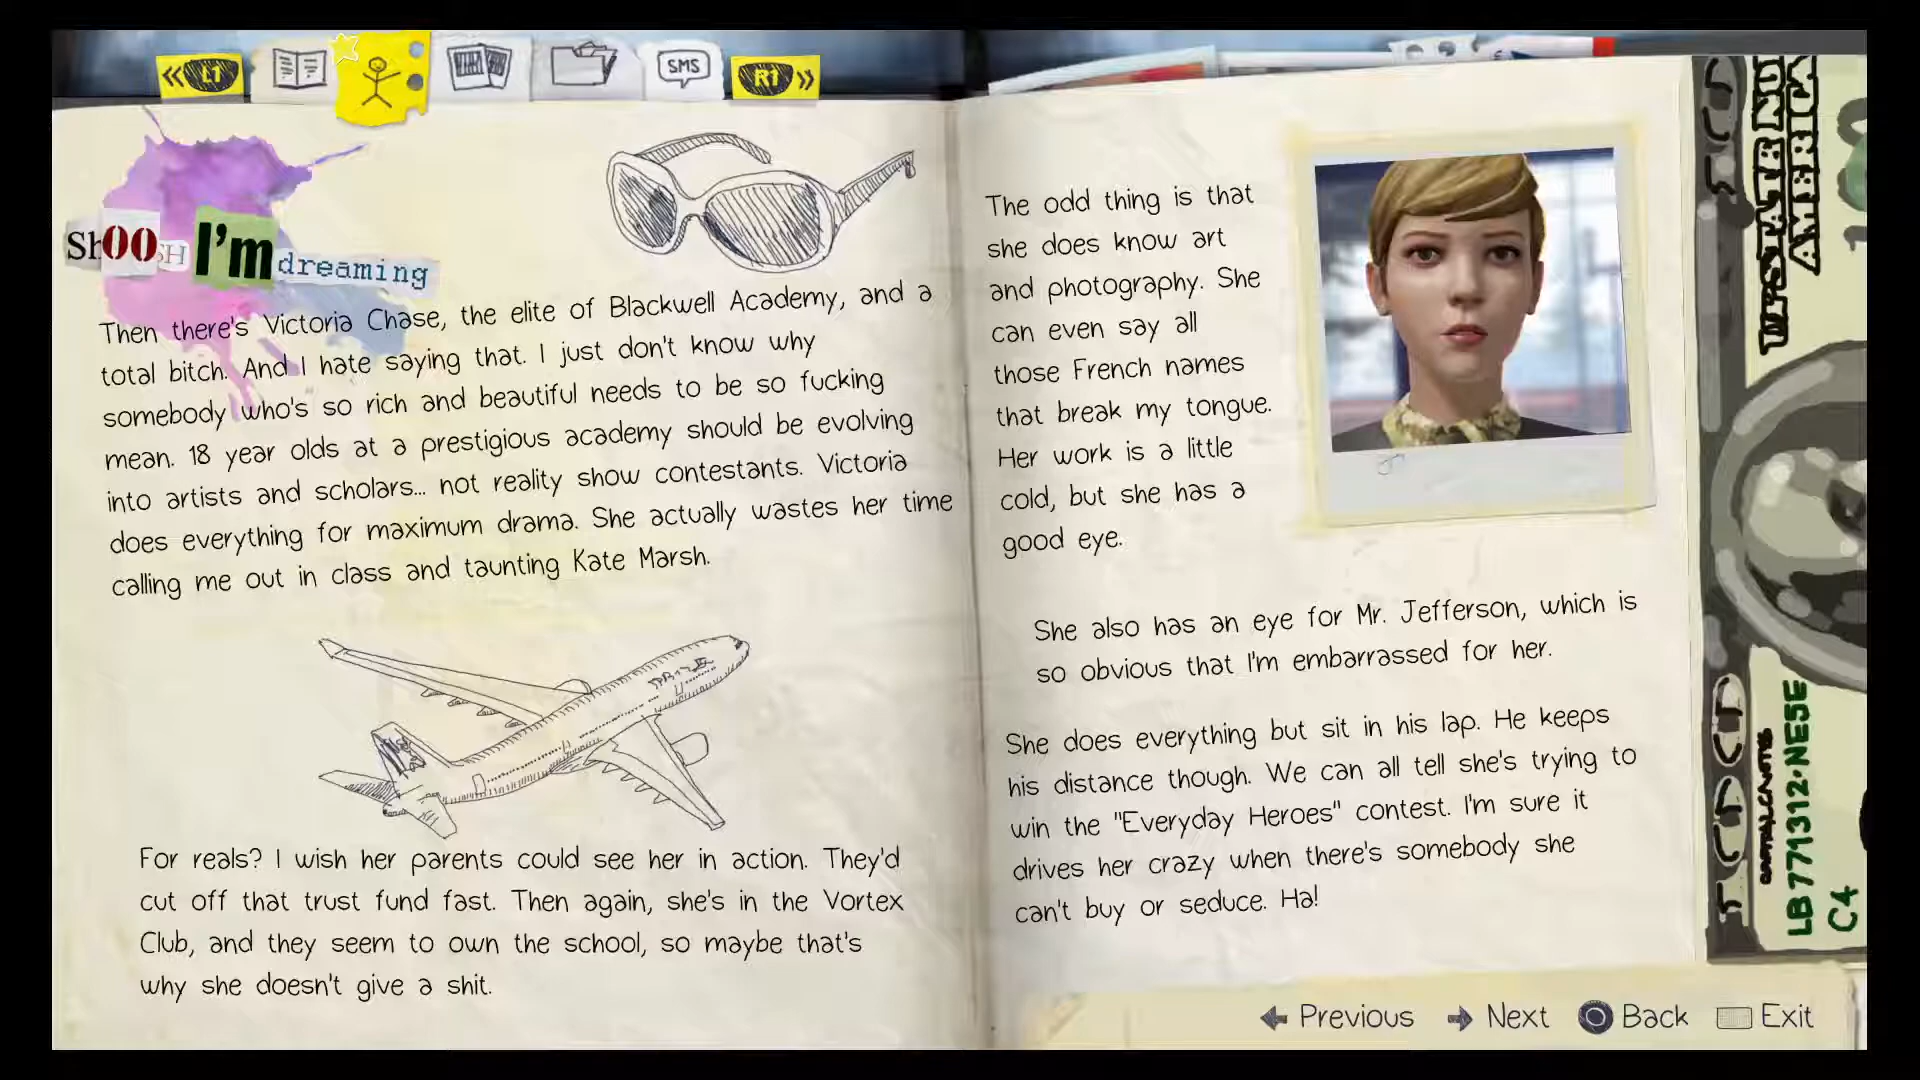 L1
SMS
R1
ShOOSH I'm dreaming
Then there's Victoria Chase, the elite of Blackwell Academy, and a
total bitch. And I hate saying that. I just don't know why
somebody who's so rich and beautiful needs to be so fucking
mean. 18 year olds at a prestigious academy should be evolving
into artists and scholars... not reality show contestants. Victoria
does everything for maximum drama. She actually wastes her time
calling me out in class and taunting Kate Marsh.
For reals? I wish her parents could see her in action. They'd
cut off that trust fund fast. Then again, she's in the Vortex
Club, and they seem to own the school, so maybe that's
why she doesn't give a shit.
The odd thing is that
she does know art
and photography. She
can even say all
those French names
that break my tongue.
Her work is a little
cold, but she has a
good eye.
She also has an eye for Mr. Jefferson, which is
so obvious that I'm embarrassed for her.
She does everything but sit in his lap. He keeps
his distance though. We can all tell she's trying to
win the "Everyday Heroes" contest. I'm sure it
drives her crazy when there's somebody she
can't buy or seduce. Ha!
AMERICA
C4
Previous
Next
Back
Exit